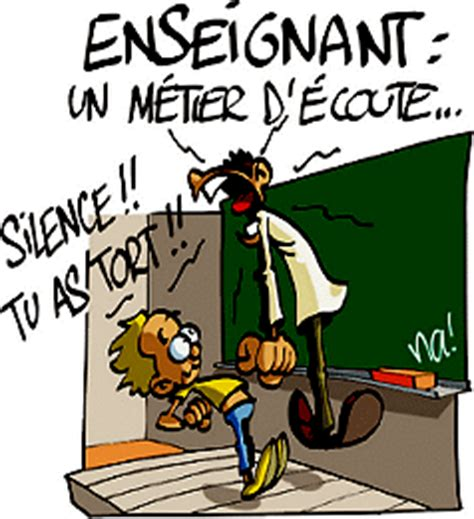 ENSEIGNANT :
UN MÉTIER D'ÉCOUTE...
SILENCE!!
TU AS TORT!!
na!